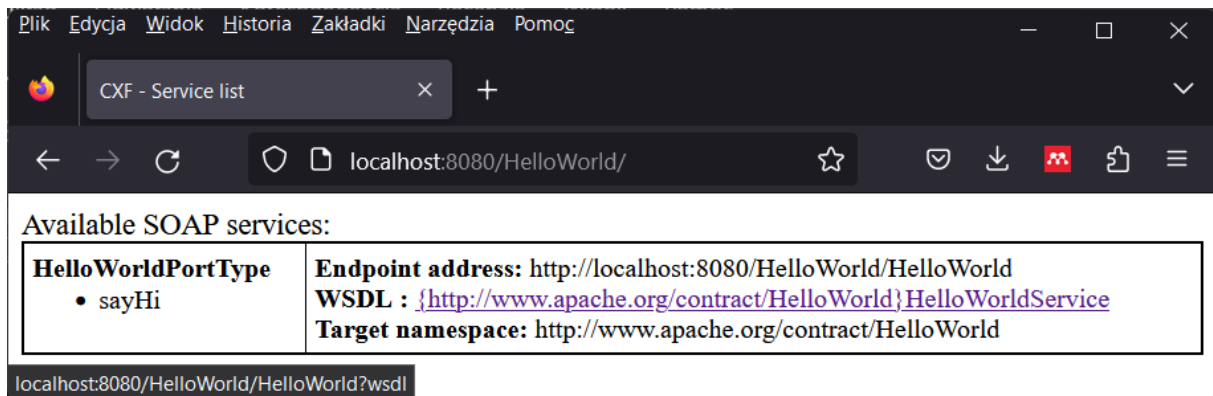 Plik Edycja Widok Historia Zakładki Narzędzia Pomoc
CXF - Service list
localhost:8080/HelloWorld/
Available SOAP services:
HelloWorldPortType
• sayHi
Endpoint address: http://localhost:8080/HelloWorld/HelloWorld
WSDL : {http://www.apache.org/contract/HelloWorld}HelloWorldService
Target namespace: http://www.apache.org/contract/HelloWorld
localhost:8080/HelloWorld/HelloWorld?wsdl